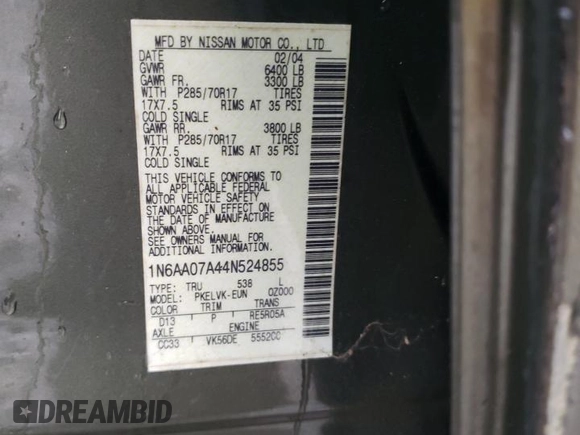 MFD BY NISSAN MOTOR CO., LTD
DATE 02/04
GVWR 6400 LB
GAWR FR. 3300 LB
WITH P285/70R17 TIRES
17X7.5 RIMS AT 35 PSI
COLD SINGLE
GAWR RR. 3800 LB
WITH P285/70R17 TIRES
17X7.5 RIMS AT 35 PSI
COLD SINGLE
THIS VEHICLE CONFORMS TO
ALL APPLICABLE FEDERAL
MOTOR VEHICLE SAFETY
STANDARDS IN EFFECT ON
THE DATE OF MANUFACTURE
SHOWN ABOVE.
SEE OWNERS MANUAL FOR
ADDITIONAL INFORMATION
1N6AA07A44N524855
TYPE: TRU 538 L
MODEL: PKELVK-EUN 0Z000
COLOR TRIM TRANS
D13 P RE5R05A
AXLE ENGINE
CC33 VK56DE 5552CC
DREAMBID